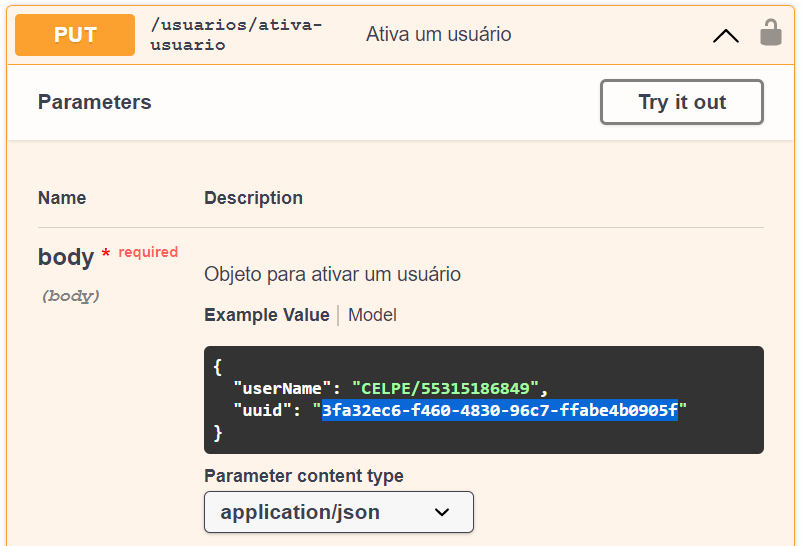 PUT /usuarios/ativa-usuario Ativa um usuário
Parameters Try it out
Name Description
body * required
(body)
Objeto para ativar um usuário
Example Value | Model
{
"userName": "CELPE/55315186849",
"uuid": "3fa32ec6-f460-4830-96c7-ffabe4b0905f"
}
Parameter content type
application/json